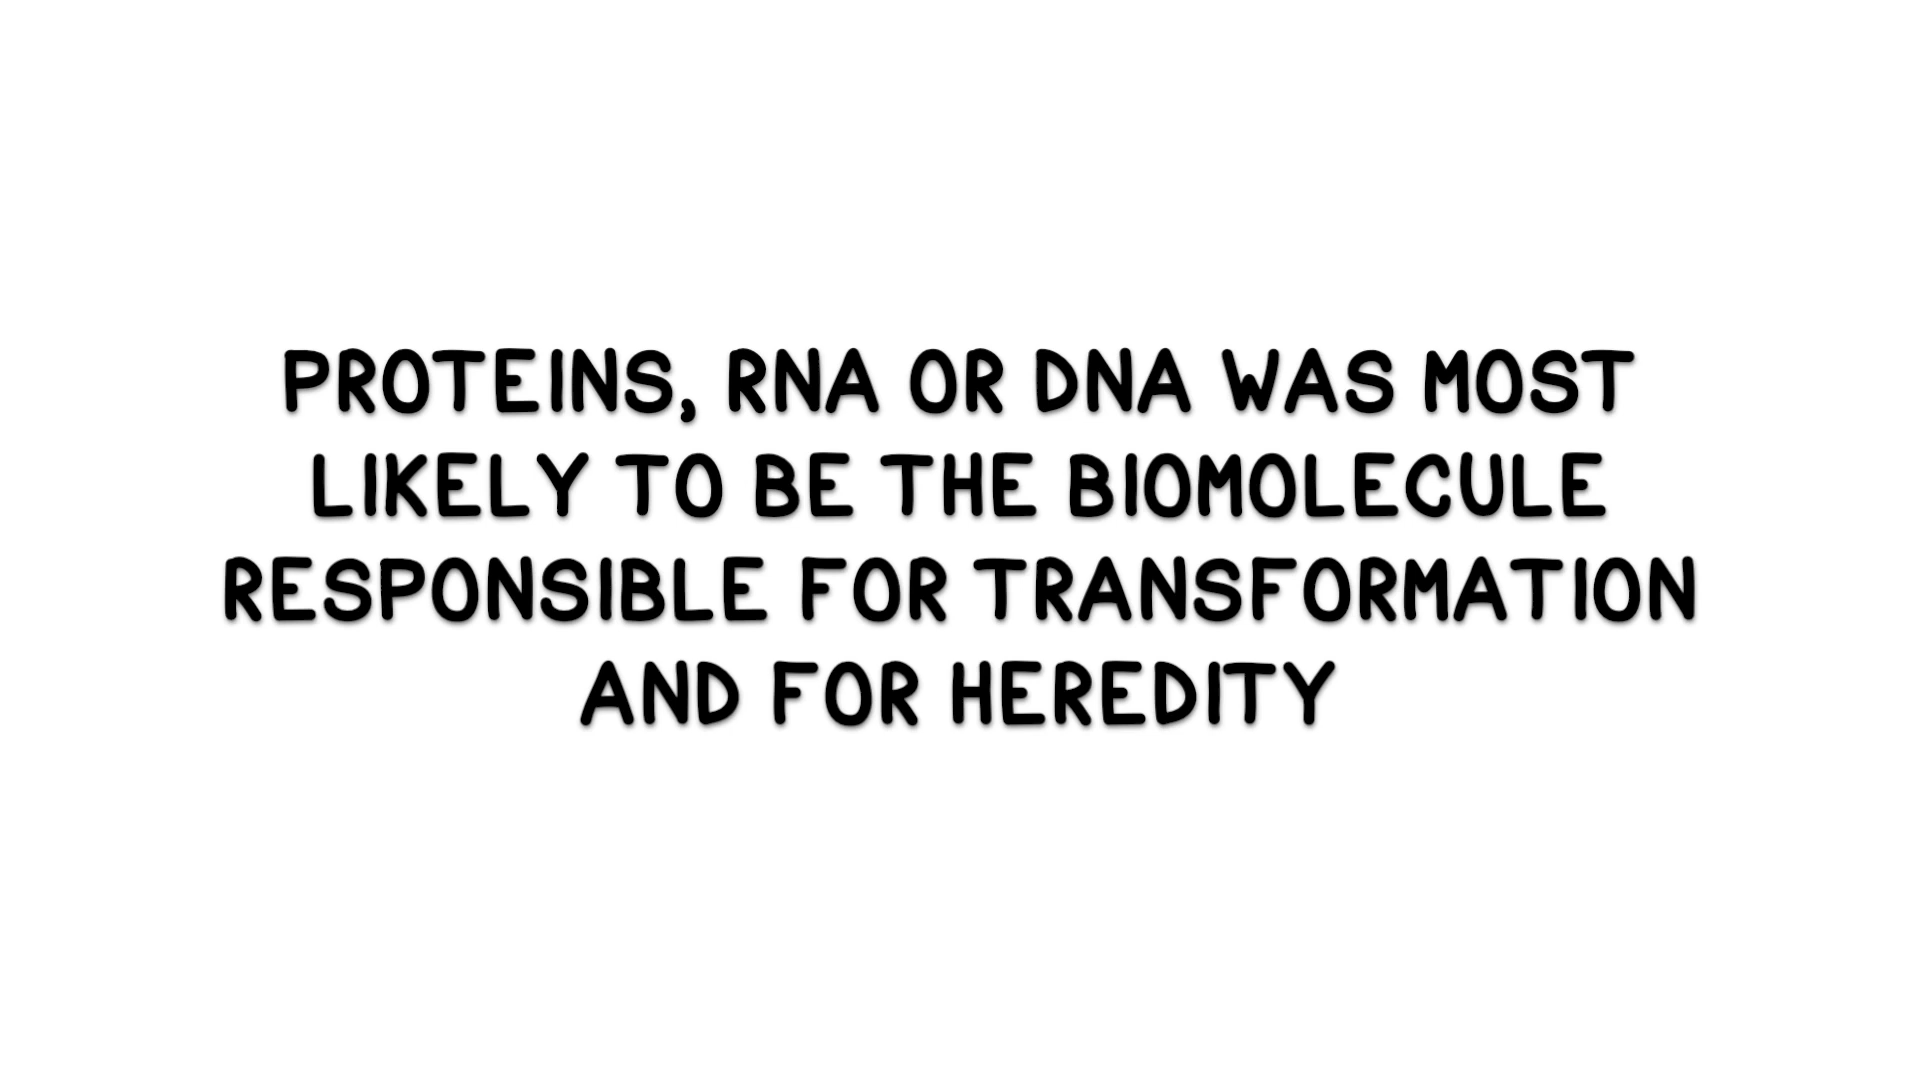 PROTEINS, RNA OR DNA WAS MOST
LIKELY TO BE THE BIOMOLECULE
RESPONSIBLE FOR TRANSFORMATION
AND FOR HEREDITY